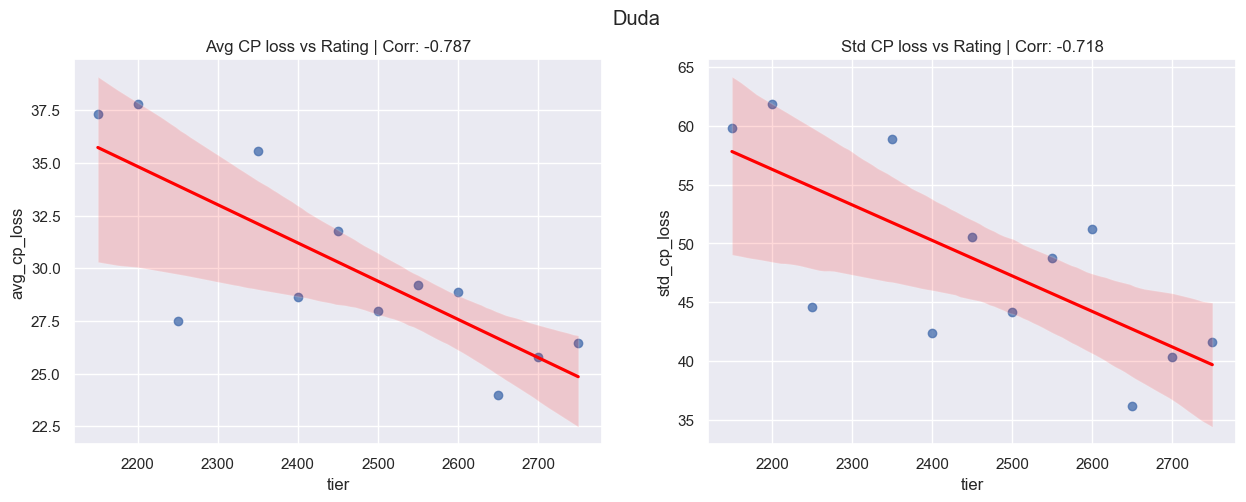 Duda
Avg CP loss vs Rating | Corr: -0.787
37.5
35.0
32.5
30.0
27.5
25.0
22.5
avg_cp_loss
2200 2300 2400 2500 2600 2700
tier
Std CP loss vs Rating | Corr: -0.718
65
60
55
50
45
40
35
std_cp_loss
2200 2300 2400 2500 2600 2700
tier